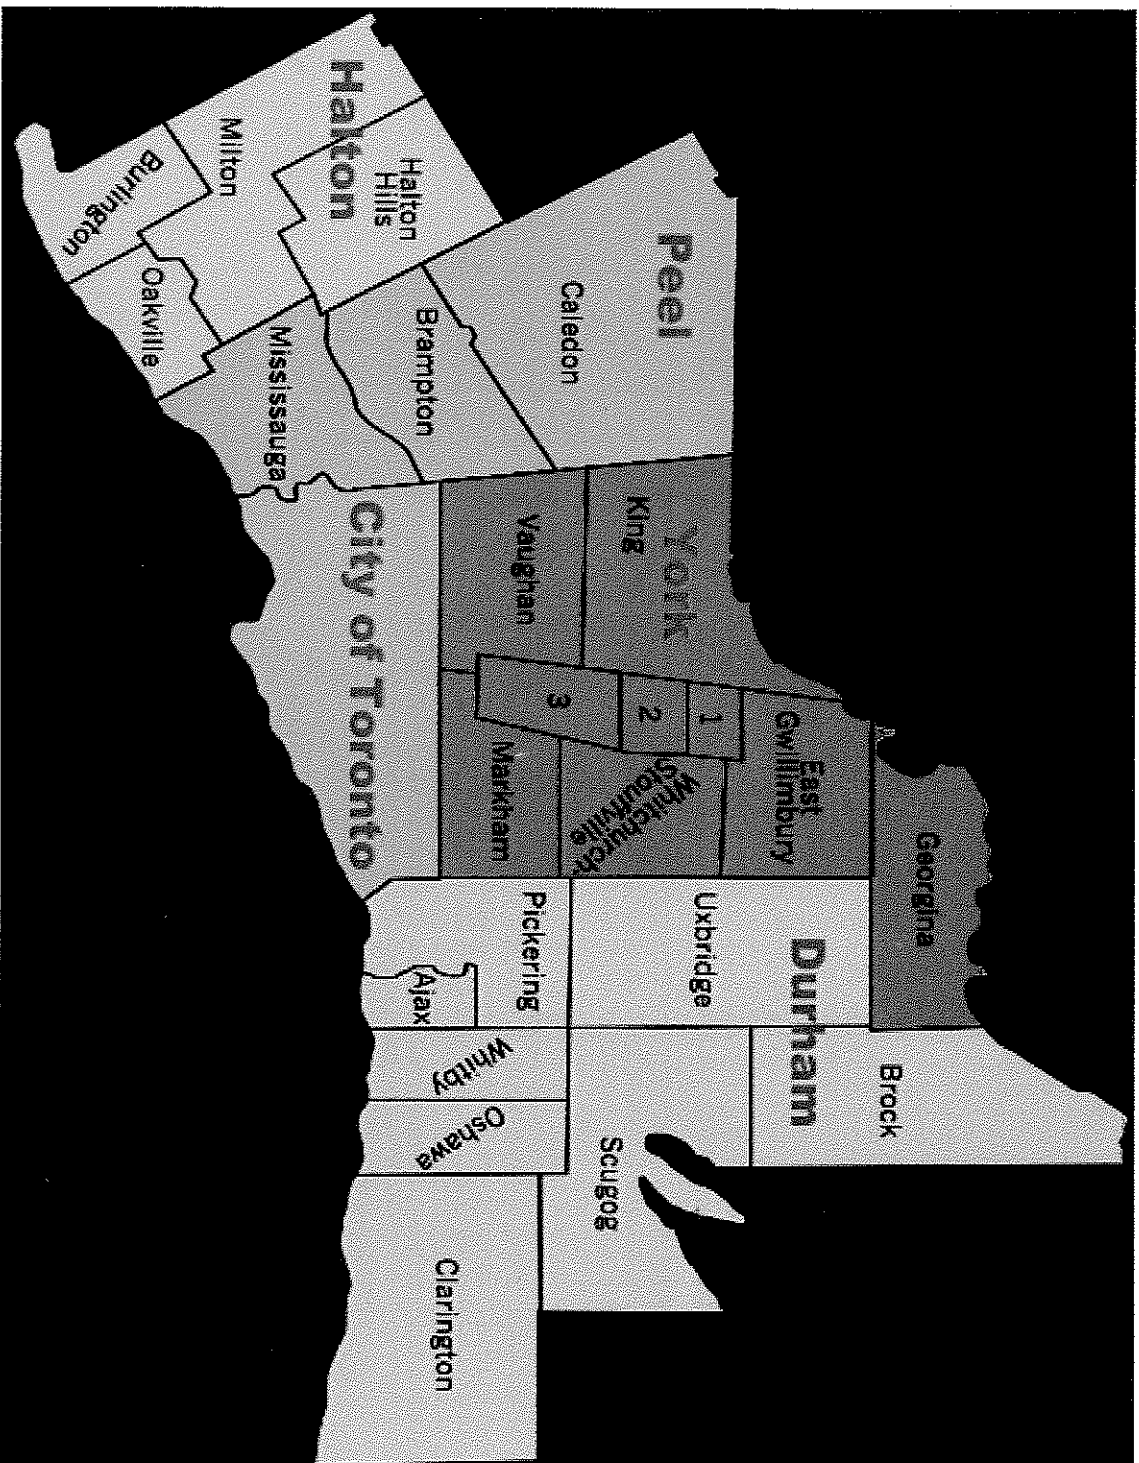 Halton
Halton
Hills
Milton
Burlington
Oakville
Peel
Caledon
Brampton
Mississauga
City of Toronto
York
King
Vaughan
1
2
3
Markham
Whitchurch-
Stouffville
East
Gwillimbury
Georgina
Durham
Uxbridge
Pickering
Ajax
Brock
Scugog
Whitby
Oshawa
Clarington